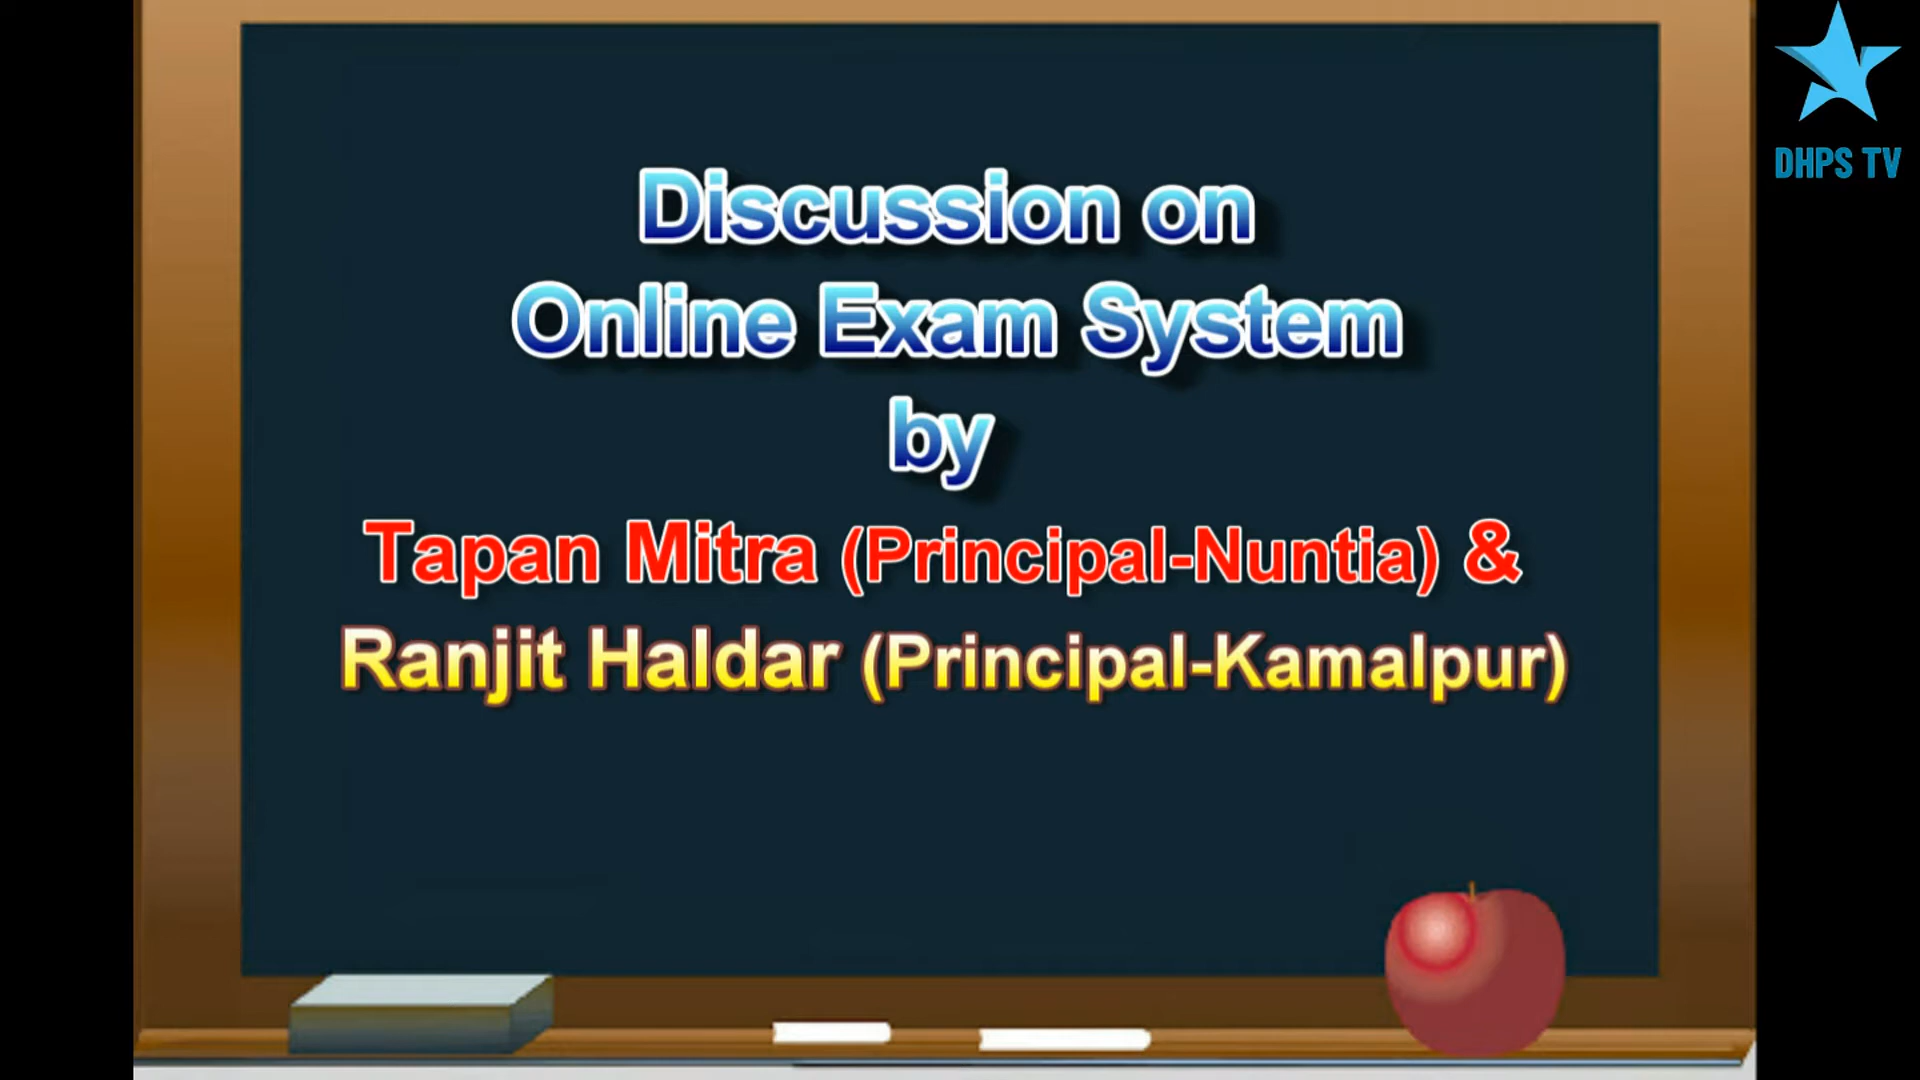 Discussion on
Online Exam System
by
Tapan Mitra (Principal-Nuntia) &
Ranjit Haldar (Principal-Kamalpur)
DHPS TV